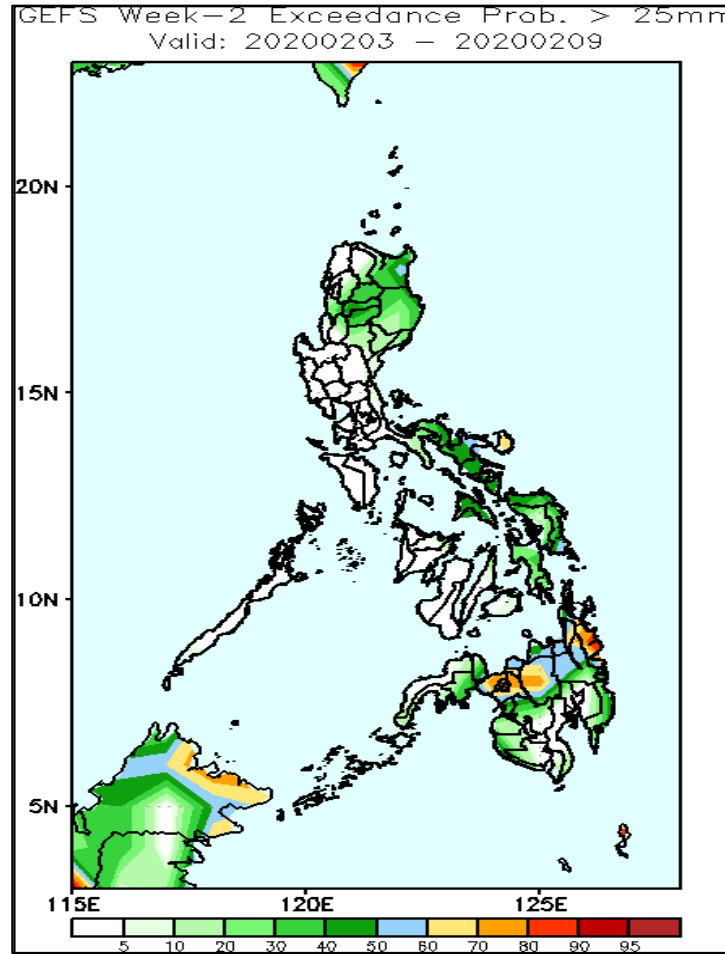 GEFS Week-2 Exceedance Prob. > 25mm
Valid: 20200203 - 20200209
20N
15N
10N
5N
115E 120E 125E
5 10 20 30 40 50 60 70 80 90 95